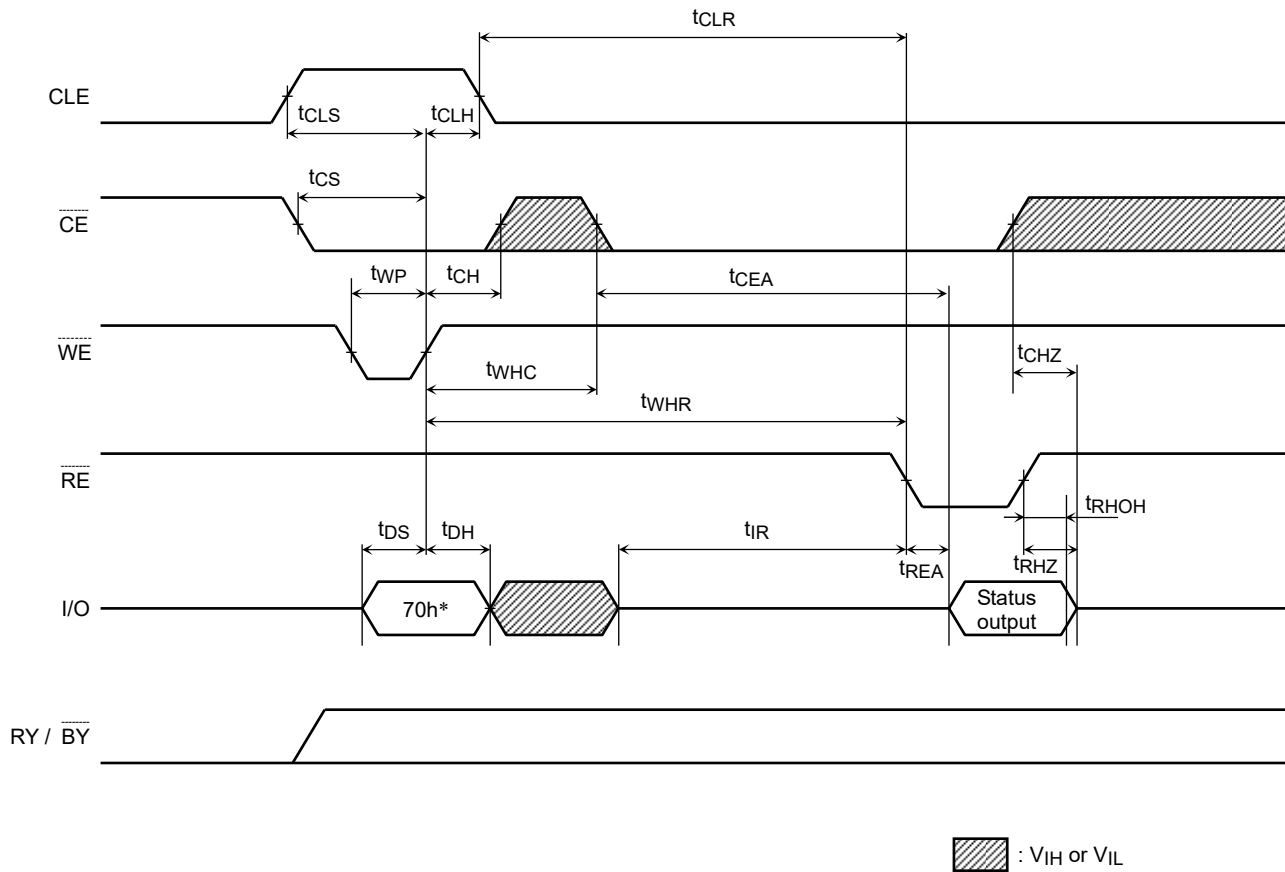 tCLR
CLE
tCLS
tCLH
tCS
CE
tWP
tCH
tCEA
WE
tCHZ
tWHC
tWHR
RE
tRHOH
tDS
tDH
tIR
tREA
tRHZ
I/O
70h*
Status
output
RY / BY
: VIH or VIL